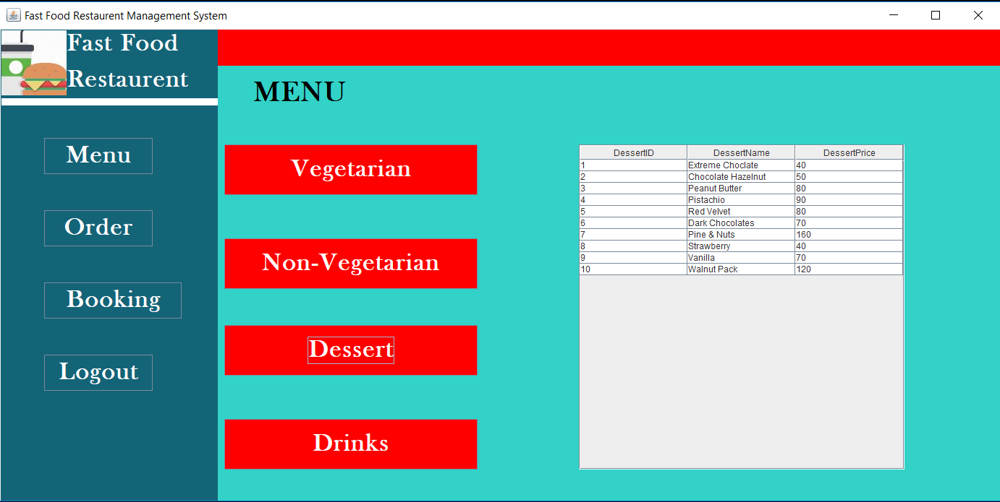 Fast Food Restaurent Management System
Fast Food
Restaurent
MENU
Menu
Order
Booking
Logout
Vegetarian
Non-Vegetarian
Dessert
Drinks
DessertID DessertName DessertPrice
1 Extreme Choclate 40
2 Chocolate Hazelnut 50
3 Peanut Butter 80
4 Pistachio 90
5 Red Velvet 80
6 Dark Chocolates 70
7 Pine & Nuts 160
8 Strawberry 40
9 Vanilla 70
10 Walnut Pack 120